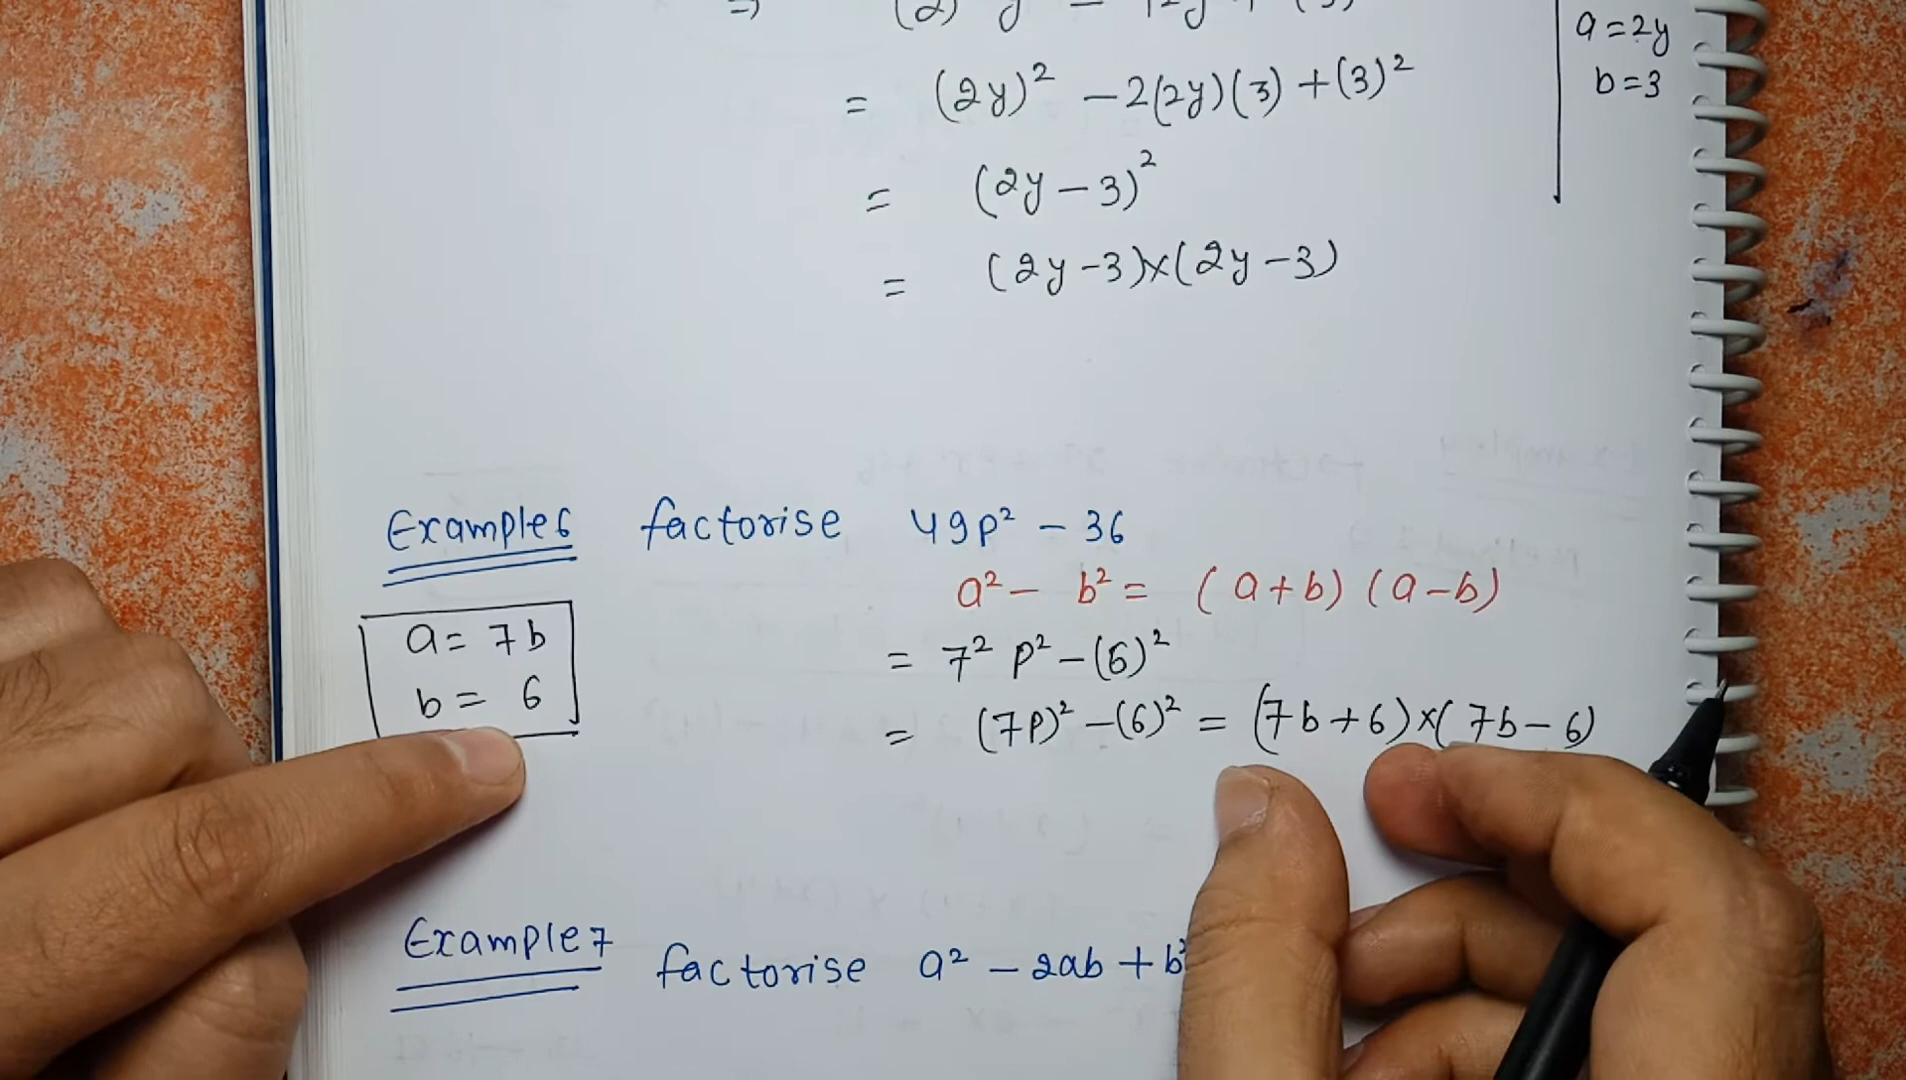 a = 2y
= (2y)² - 2(2y)(3) + (3)²
b = 3
= (2y - 3)²
= (2y - 3)×(2y - 3)
Example 6 factorise 49p² - 36
a² - b² = (a + b) (a - b)
a = 7b
= 7² p² - (6)²
b = 6
= (7p)² - (6)² = (7b + 6)×(7b - 6)
Example 7 factorise a² - 2ab + b²